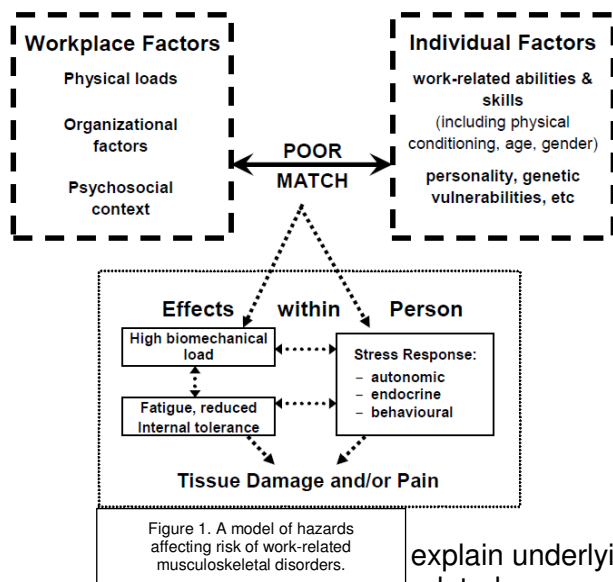 Workplace Factors
Physical loads
Organizational
factors
Psychosocial
context
POOR
MATCH
Individual Factors
work-related abilities &
skills
(including physical
conditioning, age, gender)
personality, genetic
vulnerabilities, etc
Effects within Person
High biomechanical
load
Fatigue, reduced
Internal tolerance
Stress Response:
– autonomic
– endocrine
– behavioural
Tissue Damage and/or Pain
Figure 1. A model of hazards
affecting risk of work-related
musculoskeletal disorders.
explain